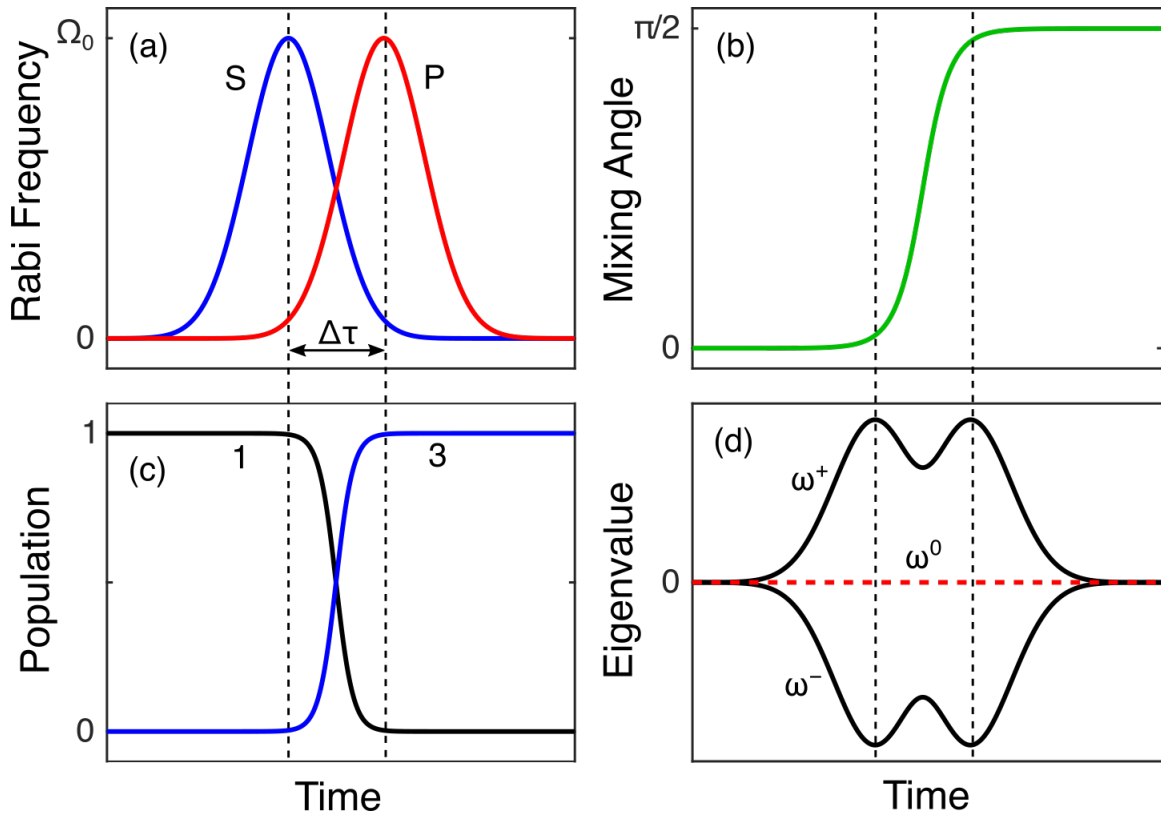 Rabi Frequency
Ω₀
0
(a)
S
P
Δτ
Mixing Angle
π/2
0
(b)
Population
1
0
(c)
1
3
Time
Eigenvalue
0
(d)
ω⁺
ω⁰
ω⁻
Time